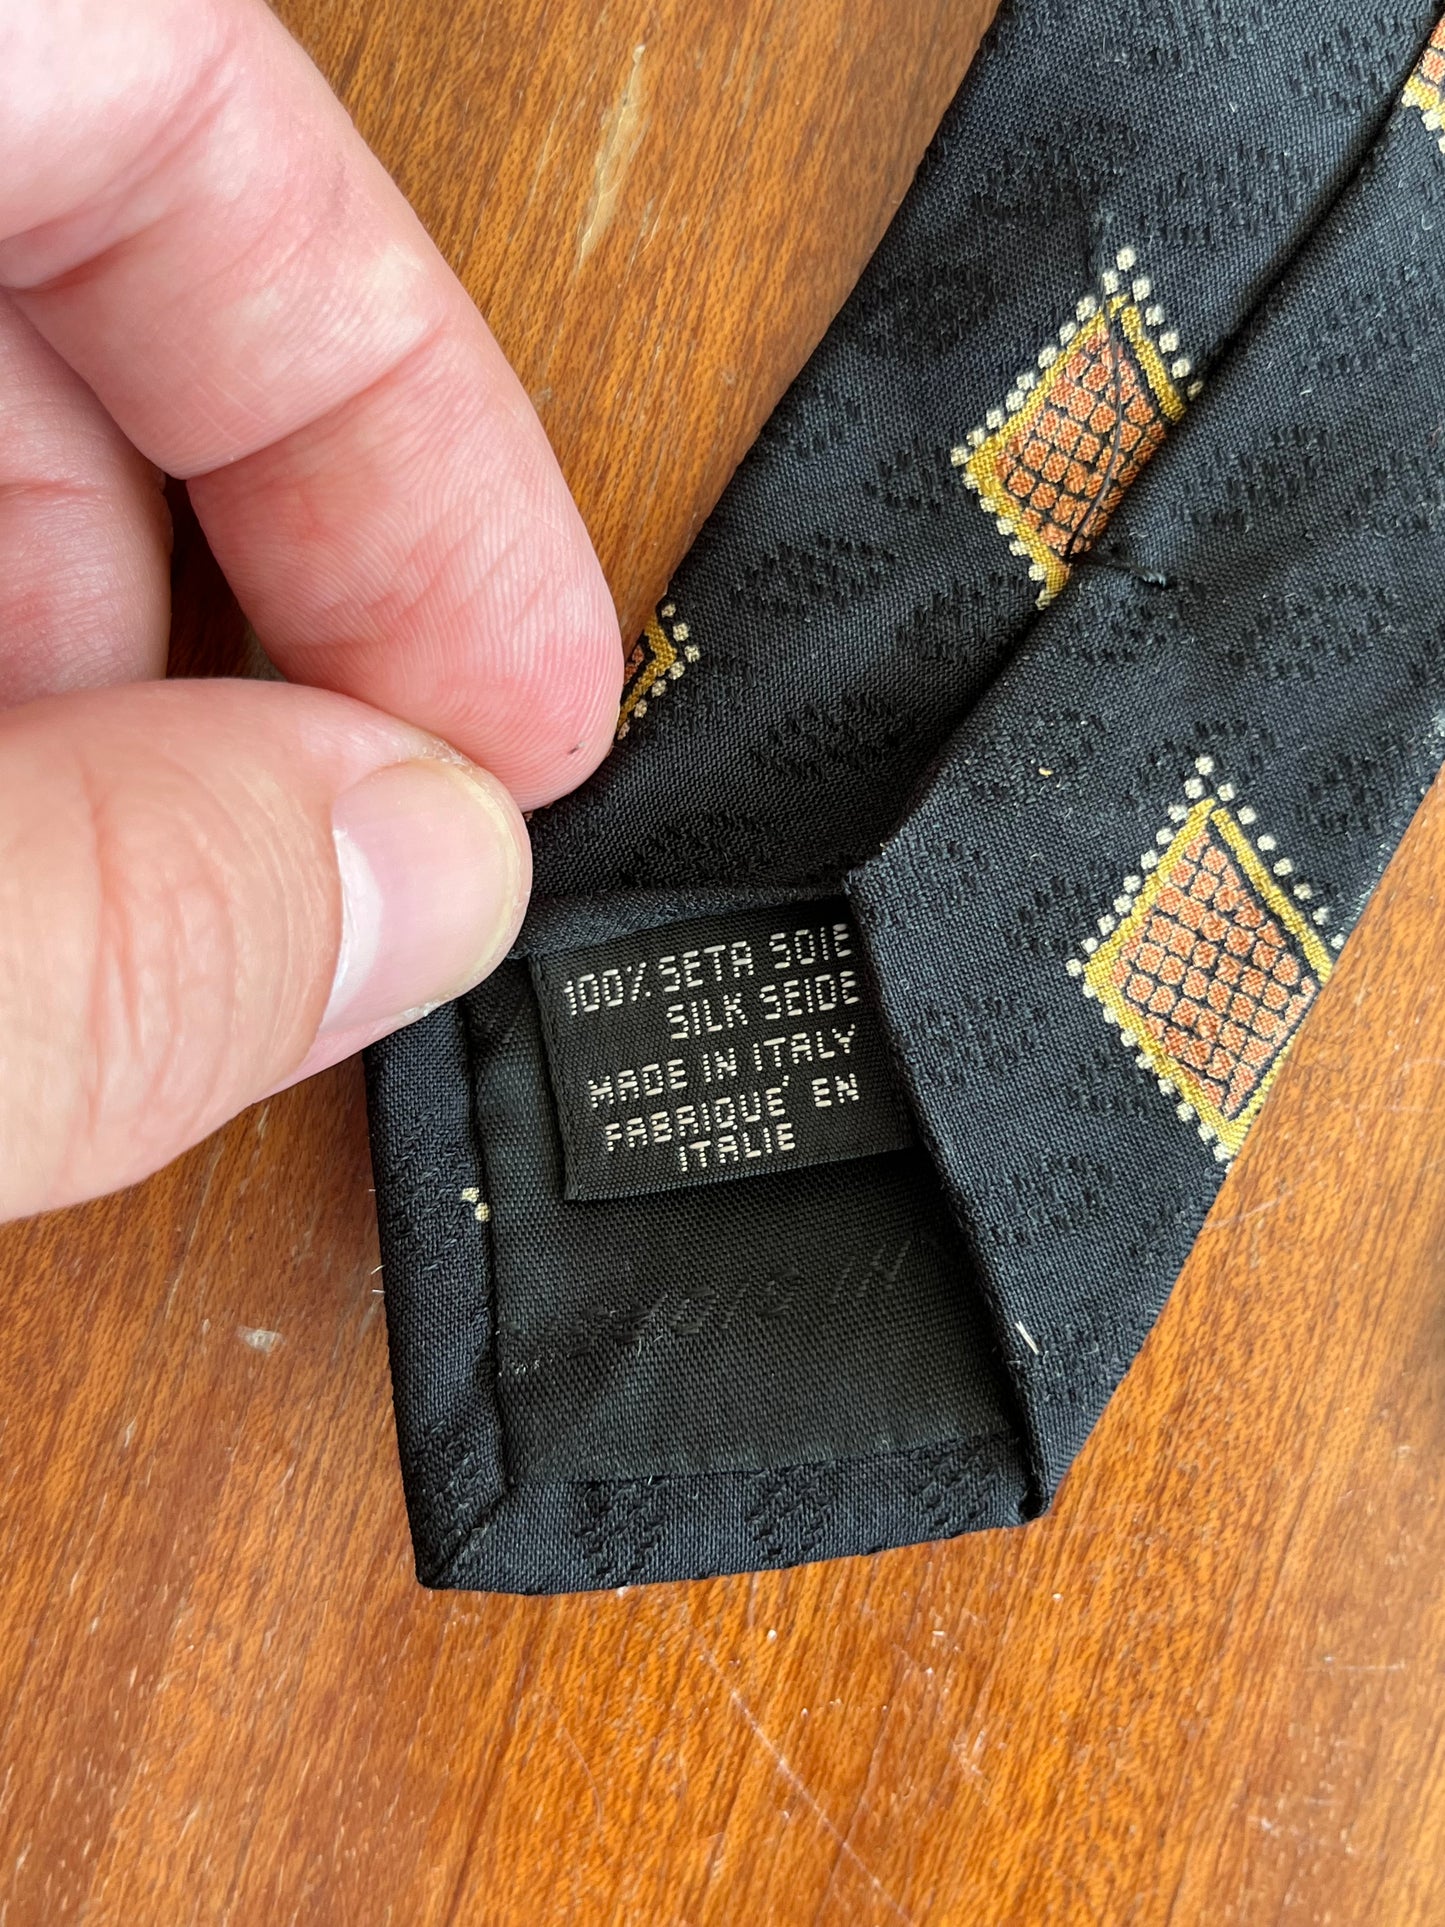 100% SETA SOIE
SILK SEIDE
MADE IN ITALY
FABRIQUE' EN
ITALIE